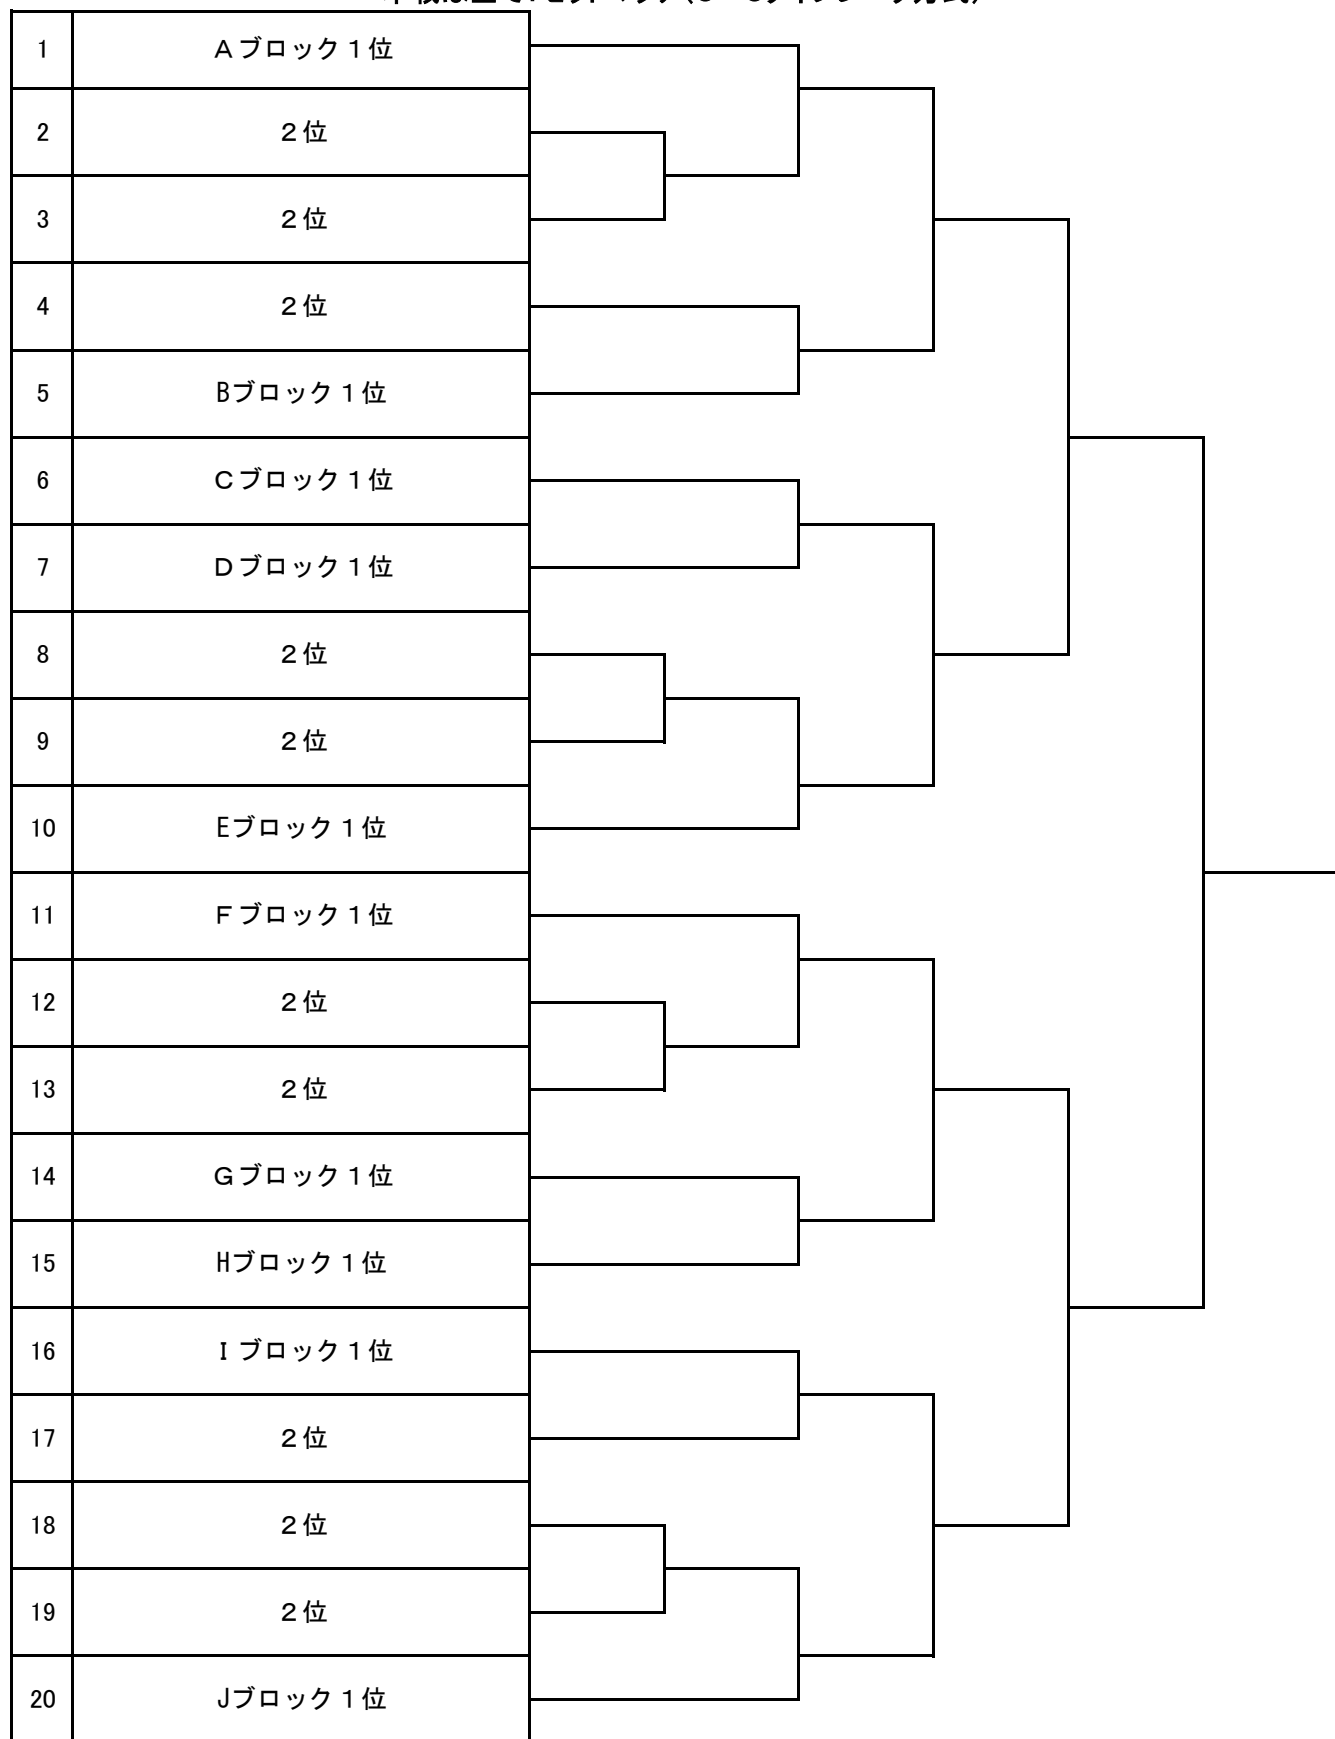 1 Aブロック１位
2 ２位
3 ２位
4 ２位
5 Bブロック１位
6 Cブロック１位
7 Dブロック１位
8 ２位
9 ２位
10 Eブロック１位
11 Fブロック１位
12 ２位
13 ２位
14 Gブロック１位
15 Hブロック１位
16 Iブロック１位
17 ２位
18 ２位
19 ２位
20 Jブロック１位